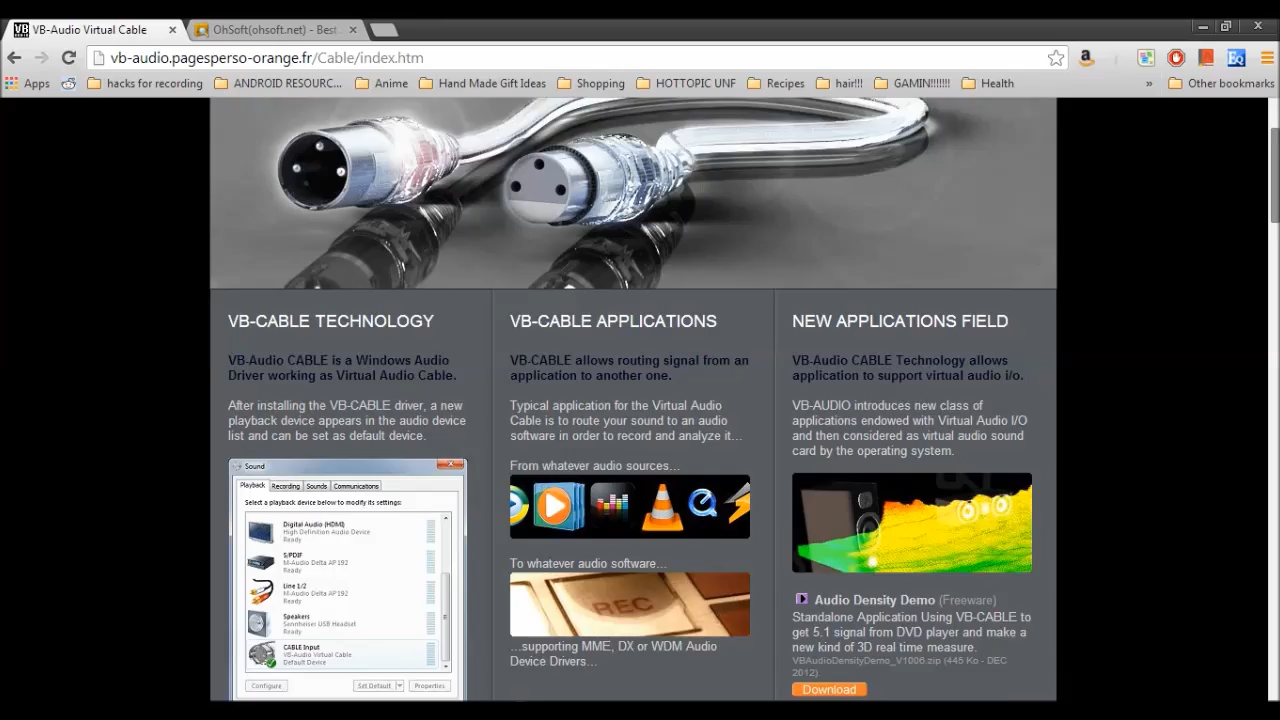 VB-Audio Virtual Cable
OhSoft(ohsoft.net) - Best
vb-audio.pagesperso-orange.fr/Cable/index.htm
Apps
hacks for recording
ANDROID RESOURC...
Anime
Hand Made Gift Ideas
Shopping
HOTTOPIC UNF
Recipes
hair!!!
GAMIN!!!!!!!
Health
»
Other bookmarks
VB-CABLE TECHNOLOGY
VB-Audio CABLE is a Windows Audio
Driver working as Virtual Audio Cable.
After installing the VB-CABLE driver, a new
playback device appears in the audio device
list and can be set as default device.
Sound
Playback Recording Sounds Communications
Select a playback device below to modify its settings:
Digital Audio (HDMI)
High Definition Audio Device
Ready
S/PDIF
M-Audio Delta AP192
Ready
Line 1/2
M-Audio Delta AP192
Ready
Speakers
Sennheiser USB Headset
Ready
CABLE Input
VB-Audio Virtual Cable
Default Device
Configure
Set Default
Properties
VB-CABLE APPLICATIONS
VB-CABLE allows routing signal from an
application to another one.
Typical application for the Virtual Audio
Cable is to route your sound to an audio
software in order to record and analyze it...
From whatever audio sources...
To whatever audio software...
REC
...supporting MME, DX or WDM Audio
Device Drivers...
NEW APPLICATIONS FIELD
VB-Audio CABLE Technology allows
application to support virtual audio i/o.
VB-AUDIO introduces new class of
applications endowed with Virtual Audio I/O
and then considered as virtual audio sound
card by the operating system.
Audio Density Demo (Freeware)
Standalone Application Using VB-CABLE to
get 5.1 signal from DVD player and make a
new kind of 3D real time measure.
VBAudioDensityDemo_V1006.zip (445 Ko - DEC
2012)
Download